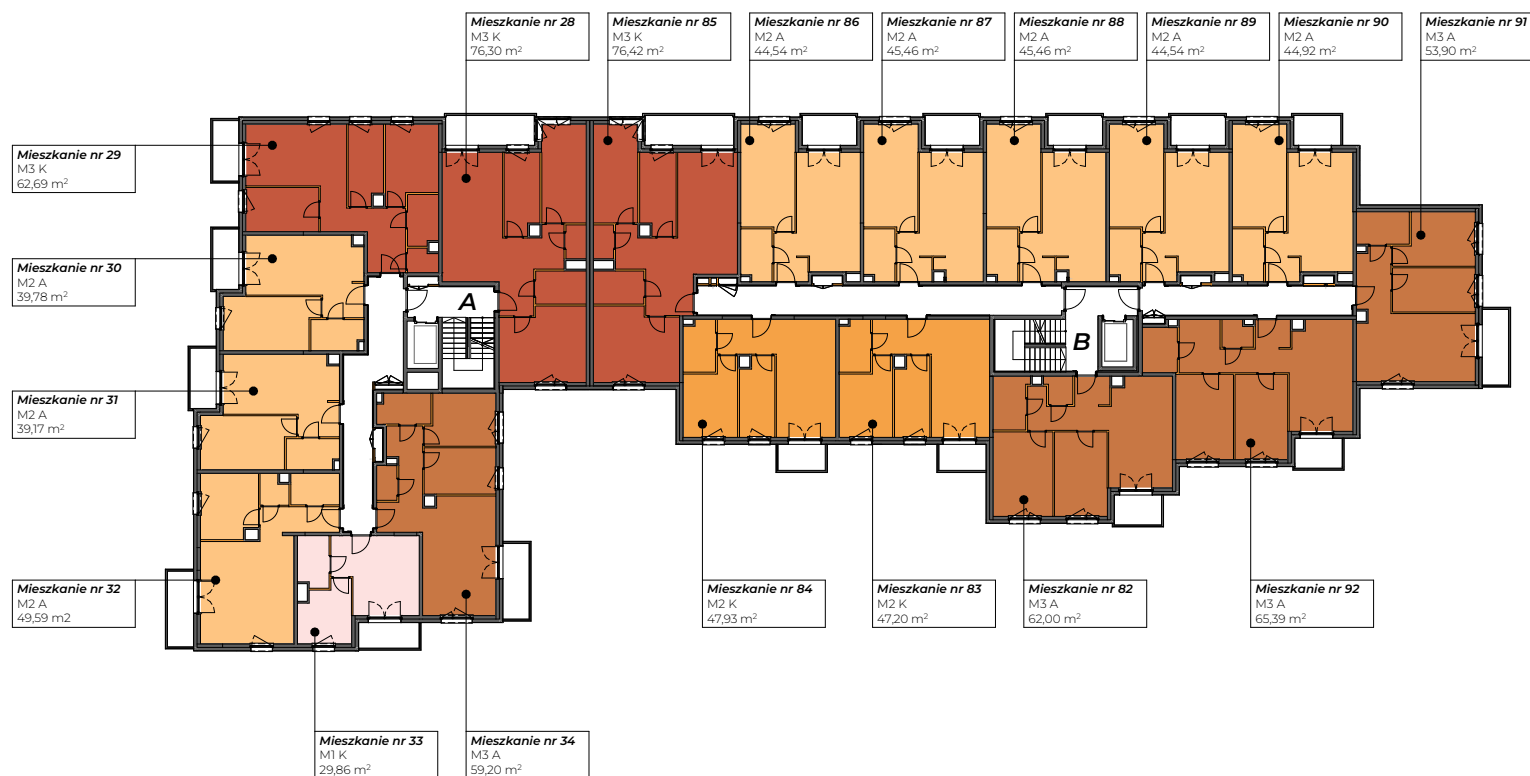 Mieszkanie nr 28
M3 K
76,30 m²
Mieszkanie nr 85
M3 K
76,42 m²
Mieszkanie nr 86
M2 A
44,54 m²
Mieszkanie nr 87
M2 A
45,46 m²
Mieszkanie nr 88
M2 A
45,46 m²
Mieszkanie nr 89
M2 A
44,54 m²
Mieszkanie nr 90
M2 A
44,92 m²
Mieszkanie nr 91
M3 A
53,90 m²
Mieszkanie nr 29
M3 K
62,69 m²
Mieszkanie nr 30
M2 A
39,78 m²
A
B
Mieszkanie nr 31
M2 A
39,17 m²
Mieszkanie nr 32
M2 A
49,59 m2
Mieszkanie nr 84
M2 K
47,93 m²
Mieszkanie nr 83
M2 K
47,20 m²
Mieszkanie nr 82
M3 A
62,00 m²
Mieszkanie nr 92
M3 A
65,39 m²
Mieszkanie nr 33
M1 K
29,86 m²
Mieszkanie nr 34
M3 A
59,20 m²